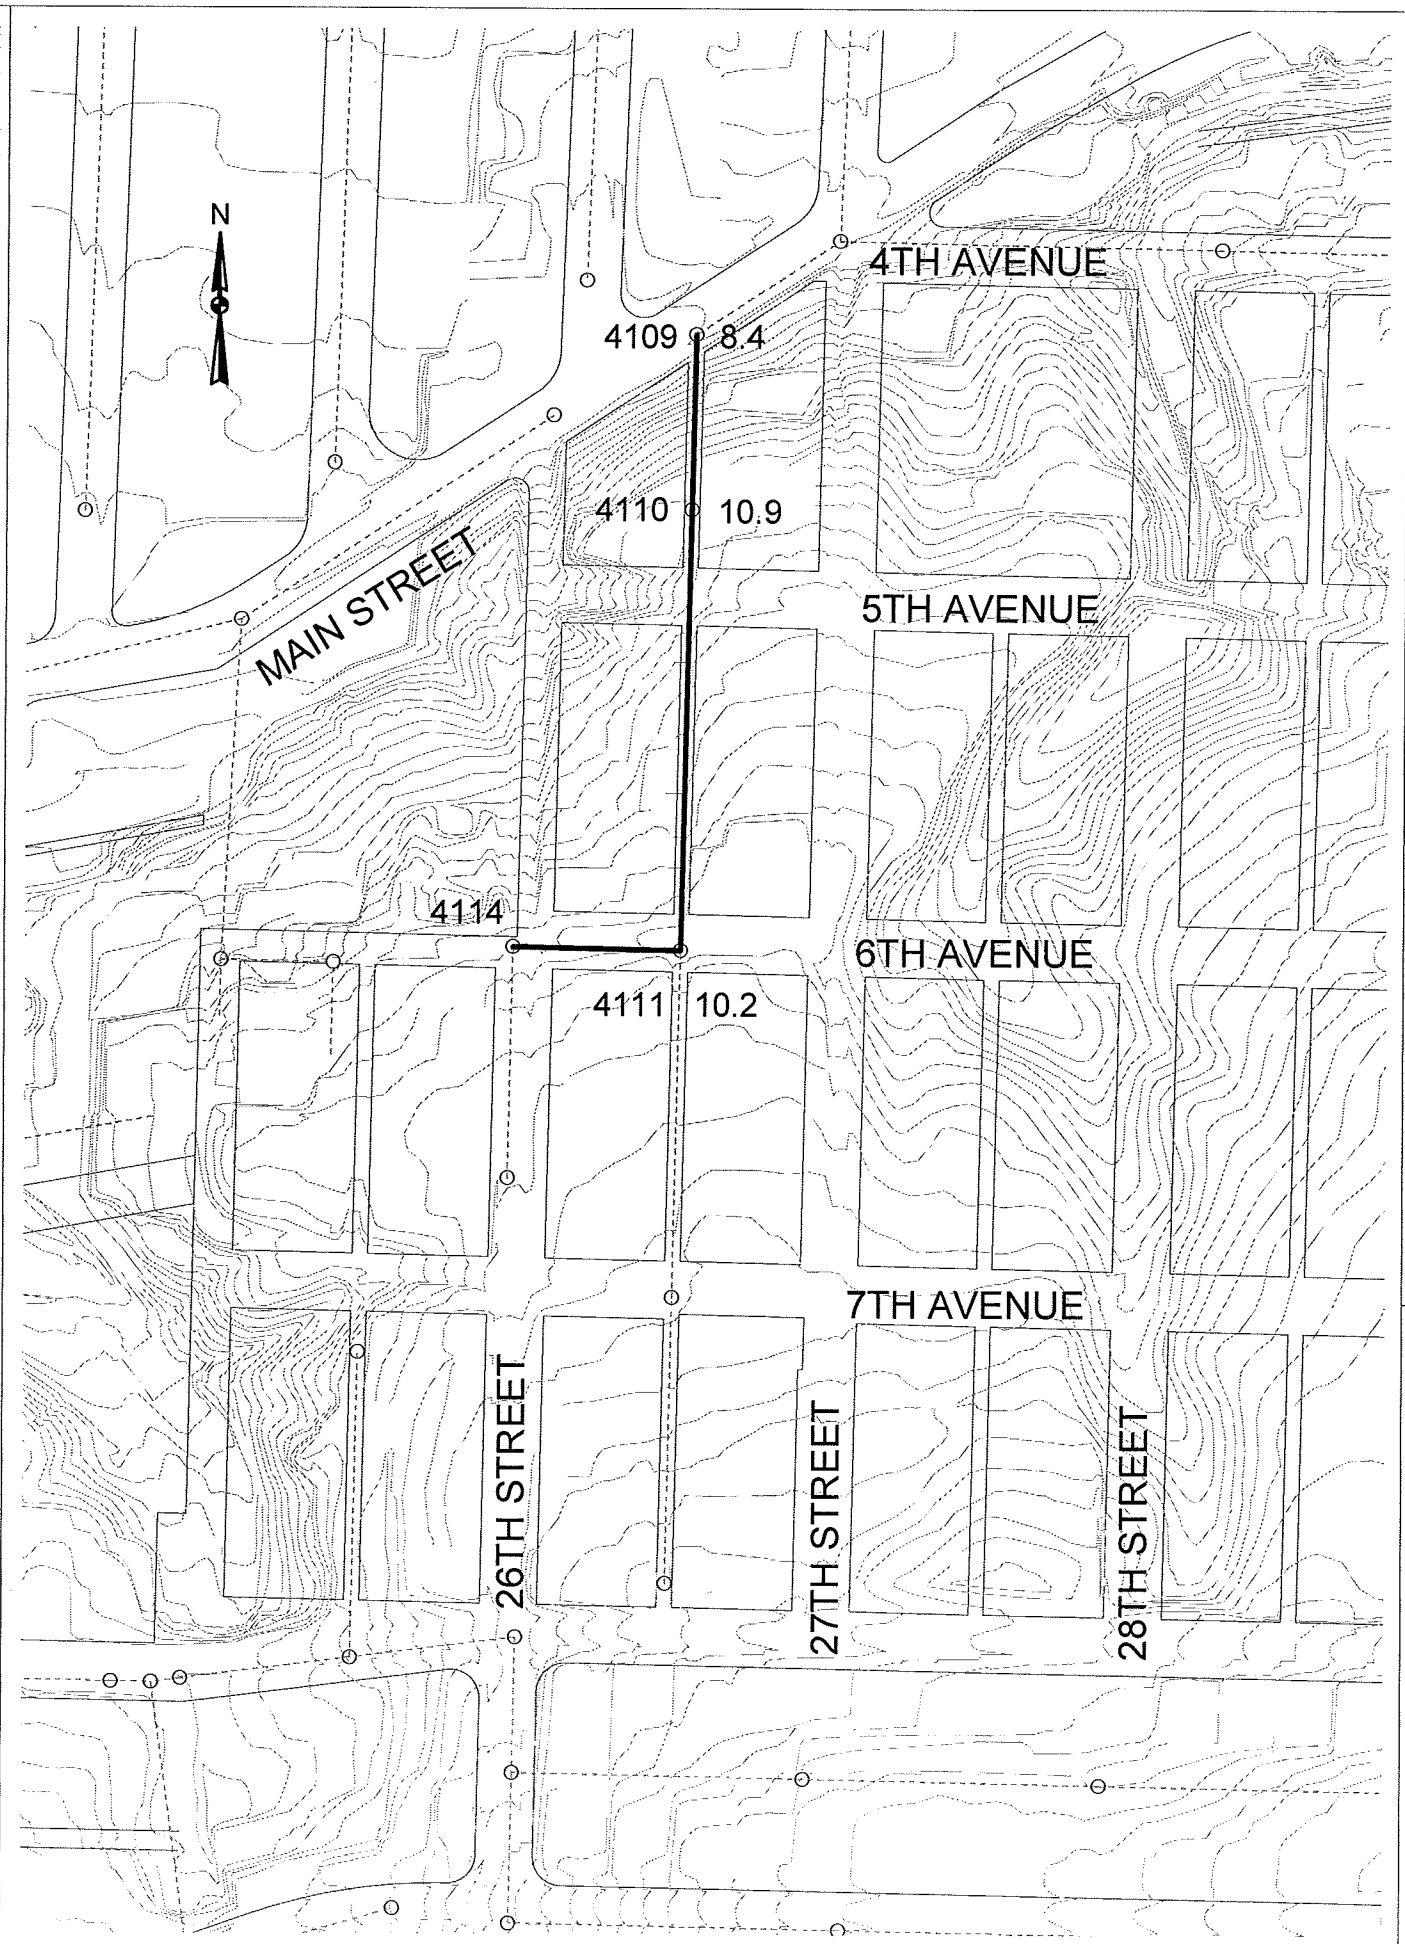 N
4TH AVENUE
4109 8.4
4110 10.9
MAIN STREET
5TH AVENUE
4114
6TH AVENUE
4111 10.2
7TH AVENUE
26TH STREET
27TH STREET
28TH STREET